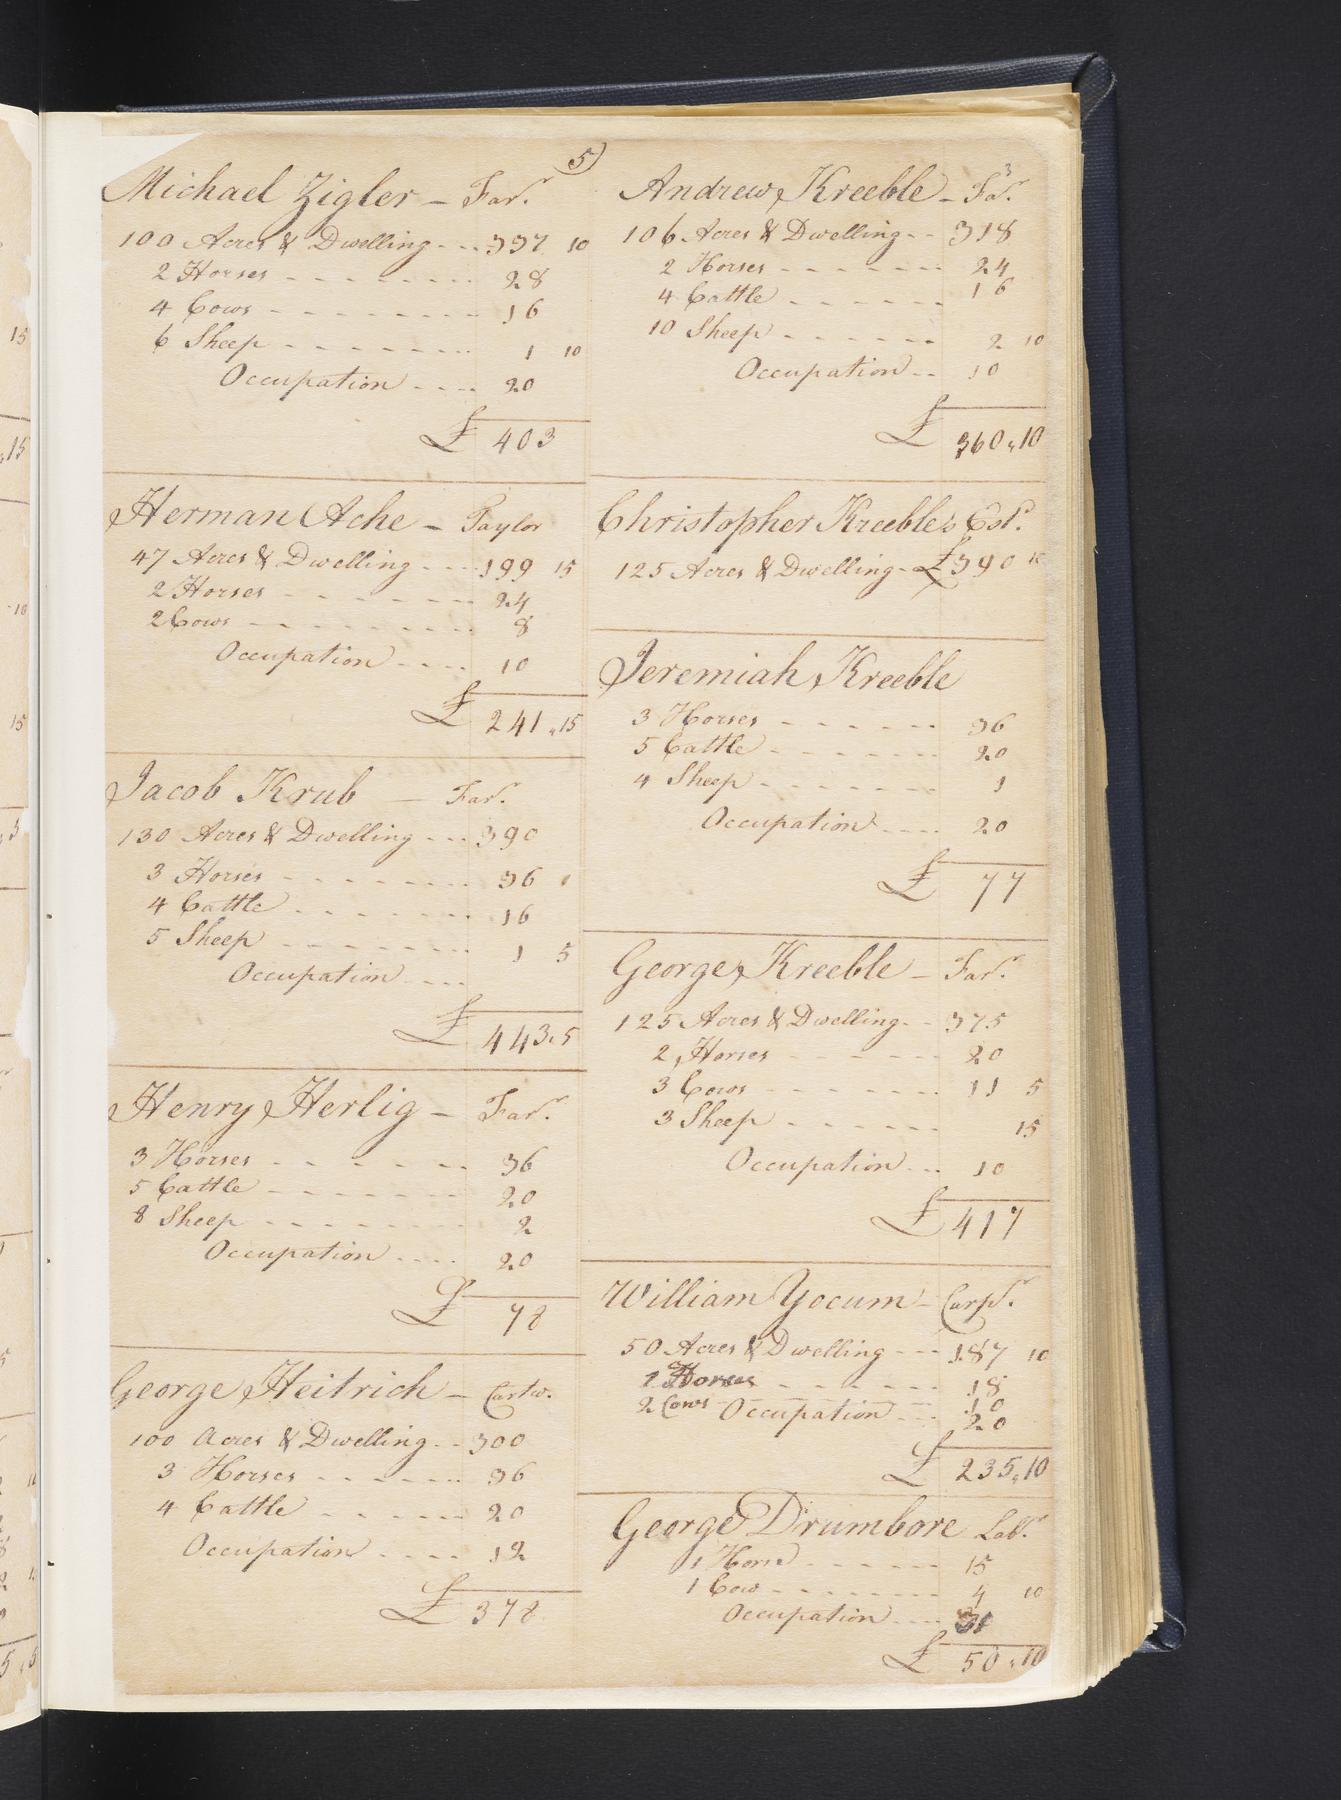 5)
Michael Zigler - Far.r
100 Acres & Dwelling - - - 337 10
2 Horses - - - - - - - 28
4 Cows - - - - - - - - 16
6 Sheep - - - - - - - 1 10
Occupation - - - - 20
£ 403
Herman Ache - Taylor
47 Acres & Dwelling - - - 199 15
2 Horses - - - - - - - 24
2 Cows - - - - - - - - 8
Occupation - - - - 10
£ 241 „ 15
Jacob Krub - Far.r
130 Acres & Dwelling - - - 390
3 Horses - - - - - - - 36
4 Cattle - - - - - - - 16
5 Sheep - - - - - - - 1 5
Occupation - - - -
£ 443 „ 5
Henry Herlig - Far.r
3 Horses - - - - - - - 36
5 Cattle - - - - - - - 20
8 Sheep - - - - - - - 2
Occupation - - - - 20
£ 78
George Heitrich - Cartw.
100 Acres & Dwelling - - - 300
3 Horses - - - - - - 36
4 Cattle - - - - - - 20
Occupation - - - - 12
£ 378
3
Andrew Kreeble - Fa.r
106 Acres & Dwelling - - 318
2 Horses - - - - - - - 24
4 Cattle - - - - - - - 16
10 Sheep - - - - - - 2 10
Occupation - - 10
£ 360 „ 10
Christopher Kreeble's Est.
125 Acres & Dwelling - £390
Jeremiah Kreeble
3 Horses - - - - - - 36
5 Cattle - - - - - - 20
4 Sheep - - - - - - - 1
Occupation - - - - 20
£ 77
George Kreeble - Far.r
125 Acres & Dwelling - - 375
2 Horses - - - - - 20
3 Cows - - - - - - - 11 5
3 Sheep - - - - - - 15
Occupation - - - 10
£ 417
William Yocum - Carp.r
50 Acres & Dwelling - - - 187 10
Horses - - - - - - 18
2 Cows - - - - - 10
Occupation - - - 20
£ 235 „ 10
George Drumbore Lab.r
1 Horse - - - - - - 15
1 Cow - - - - - - - 4 10
Occupation - - - -
£ 50 „ 10